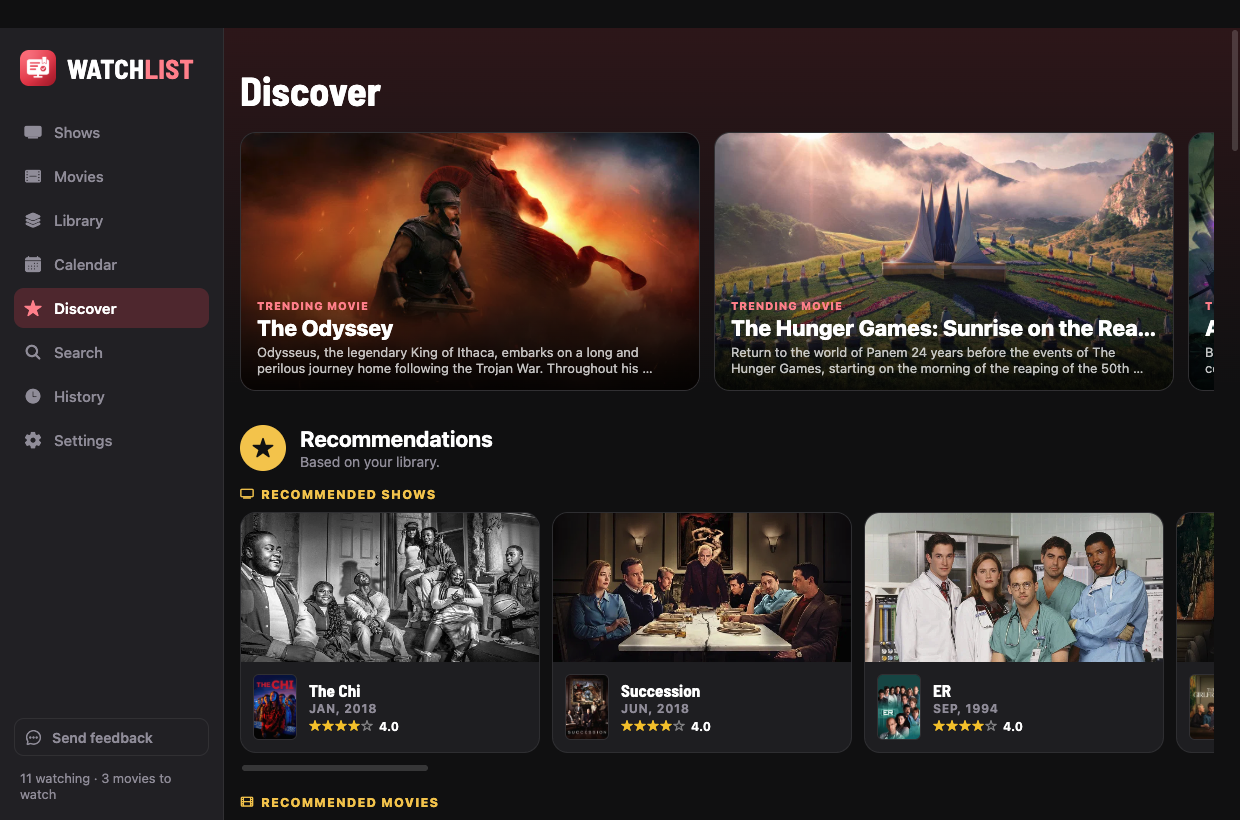 WATCHLIST
Shows
Movies
Library
Calendar
Discover
Search
History
Settings
Send feedback
11 watching · 3 movies to
watch
Discover
TRENDING MOVIE
The Odyssey
Odysseus, the legendary King of Ithaca, embarks on a long and
perilous journey home following the Trojan War. Throughout his ...
TRENDING MOVIE
The Hunger Games: Sunrise on the Rea...
Return to the world of Panem 24 years before the events of The
Hunger Games, starting on the morning of the reaping of the 50th ...
Recommendations
Based on your library.
RECOMMENDED SHOWS
THE CHI
The Chi
JAN, 2018
4.0
SUCCESSION
Succession
JUN, 2018
4.0
ER
ER
SEP, 1994
4.0
RECOMMENDED MOVIES